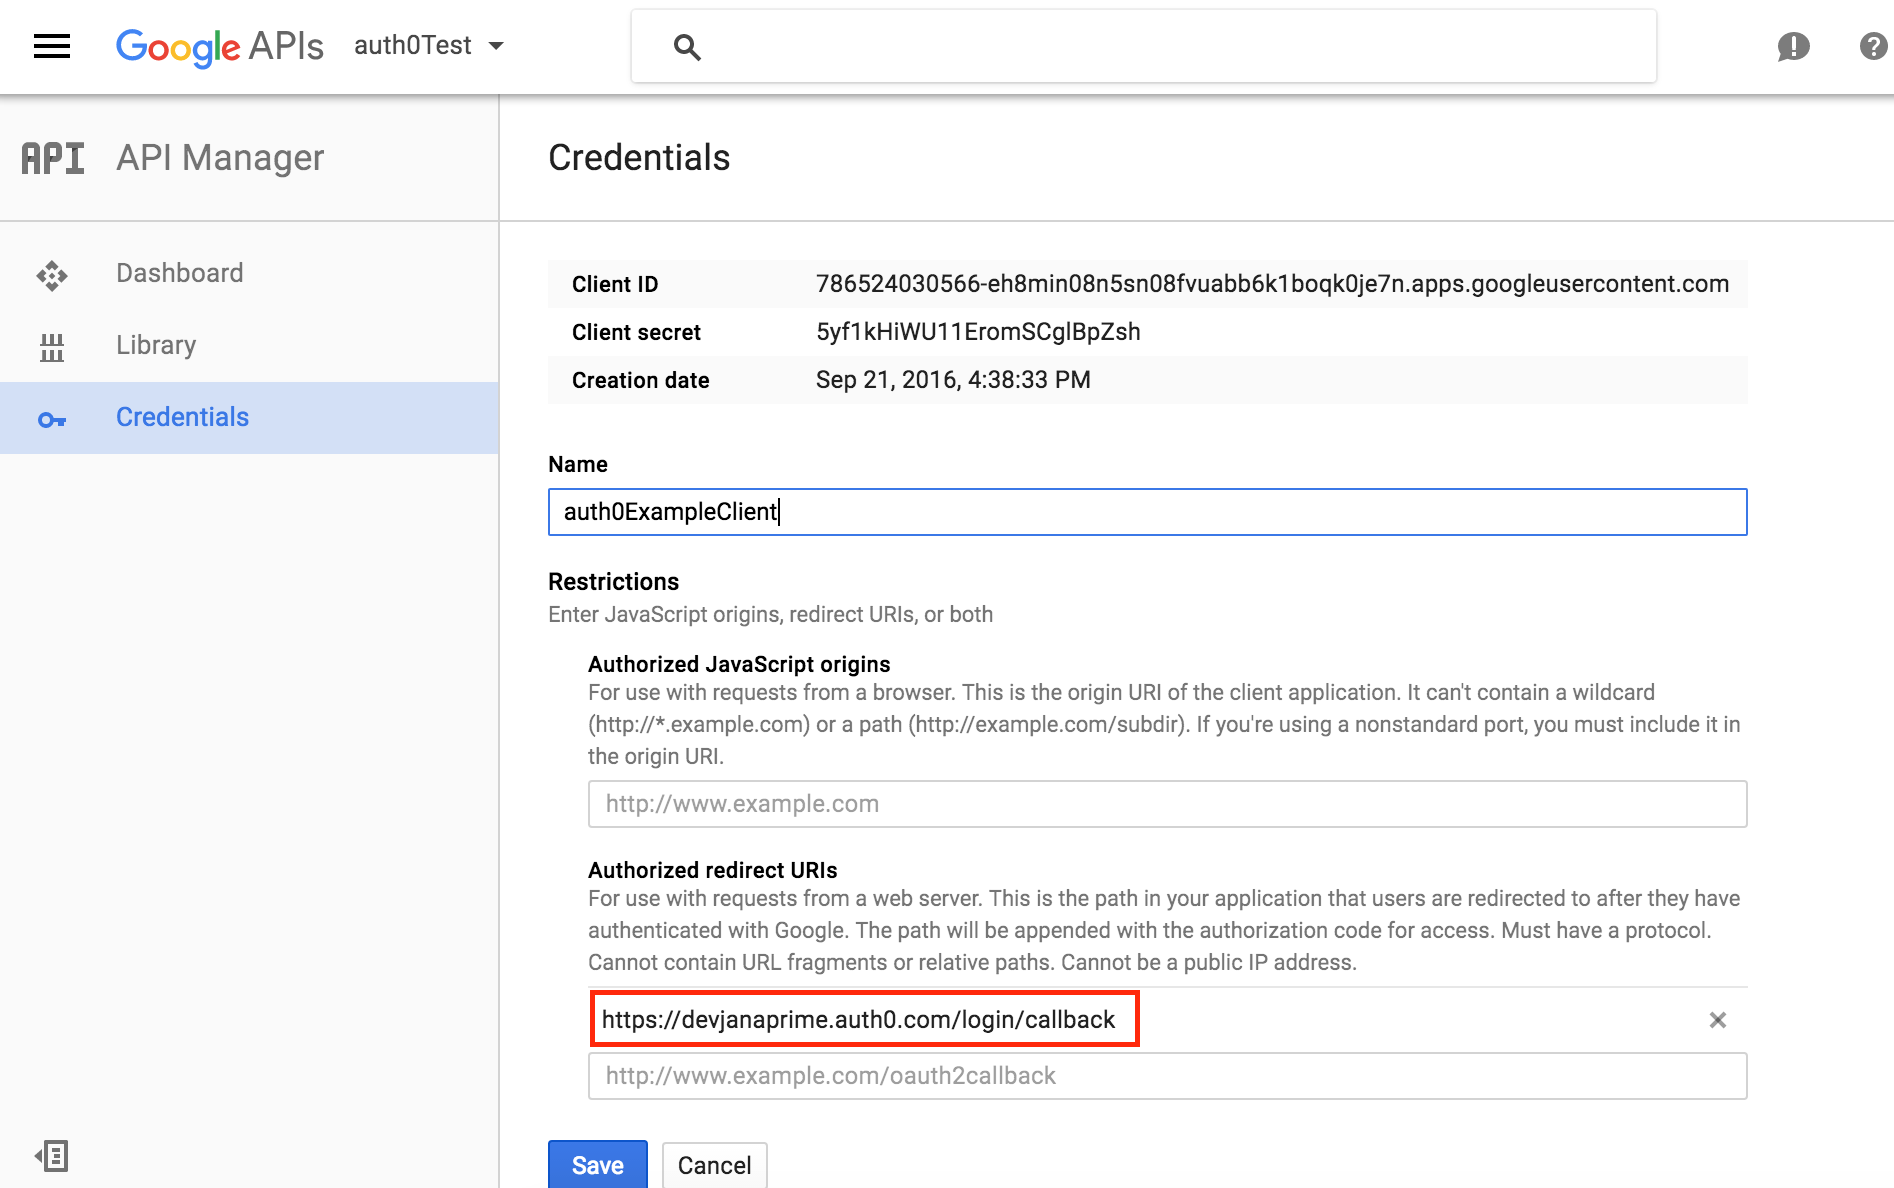 Google APIs auth0Test
API API Manager
Credentials
Dashboard
Library
Credentials
Client ID 786524030566-eh8min08n5sn08fvuabb6k1boqk0je7n.apps.googleusercontent.com
Client secret 5yf1kHiWU11EromSCglBpZsh
Creation date Sep 21, 2016, 4:38:33 PM
Name
auth0ExampleClient
Restrictions
Enter JavaScript origins, redirect URIs, or both
Authorized JavaScript origins
For use with requests from a browser. This is the origin URI of the client application. It can't contain a wildcard
(http://*.example.com) or a path (http://example.com/subdir). If you're using a nonstandard port, you must include it in
the origin URI.
http://www.example.com
Authorized redirect URIs
For use with requests from a web server. This is the path in your application that users are redirected to after they have
authenticated with Google. The path will be appended with the authorization code for access. Must have a protocol.
Cannot contain URL fragments or relative paths. Cannot be a public IP address.
https://devjanaprime.auth0.com/login/callback
http://www.example.com/oauth2callback
Save Cancel